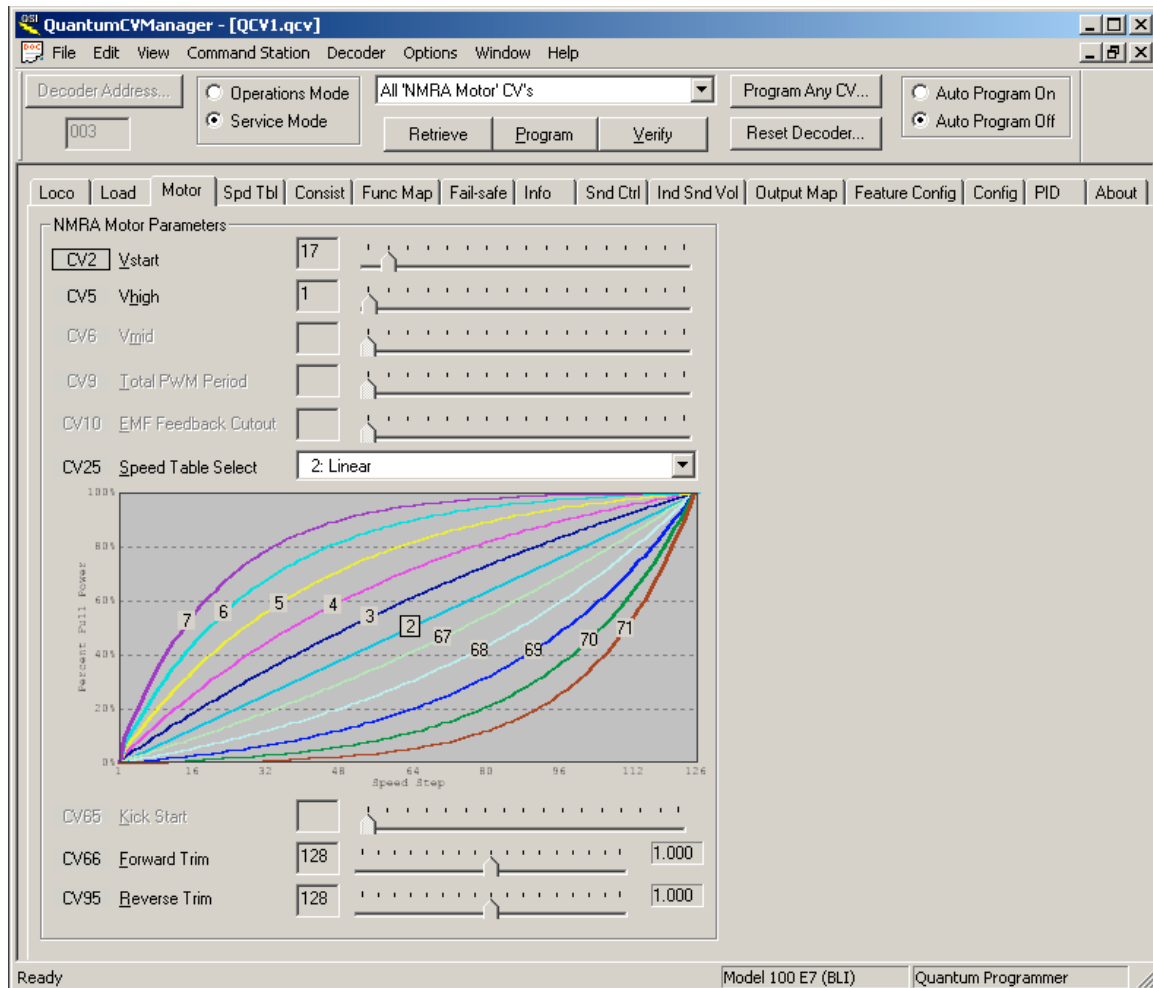 QSI QuantumCVManager - [QCV1.qcv]
DOC File Edit View Command Station Decoder Options Window Help
Decoder Address...
003
Operations Mode
Service Mode
All 'NMRA Motor' CV's
Retrieve Program Verify
Program Any CV...
Reset Decoder...
Auto Program On
Auto Program Off
Loco Load Motor Spd Tbl Consist Func Map Fail-safe Info Snd Ctrl Ind Snd Vol Output Map Feature Config Config PID About
NMRA Motor Parameters
CV2 Vstart 17
CV5 Vhigh 1
CV6 Vmid
CV9 Total PWM Period
CV10 EMF Feedback Cutout
CV25 Speed Table Select 2: Linear
Percent Full Power
100%
80%
60%
40%
20%
0%
7 6 5 4 3 2 67 68 69 70 71
1 16 32 48 64 80 96 112 126
Speed Step
CV65 Kick Start
CV66 Forward Trim 128 1.000
CV95 Reverse Trim 128 1.000
Ready Model 100 E7 (BLI) Quantum Programmer